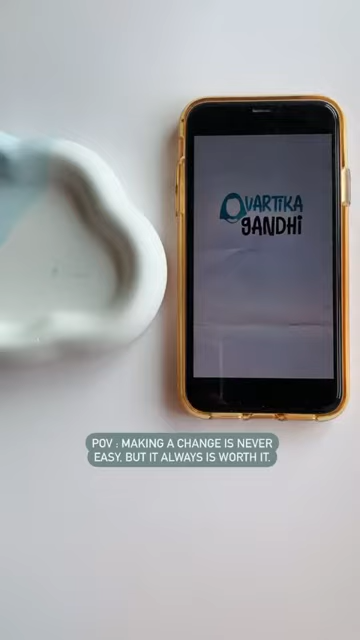 VARTIKA
gANDHi
POV : MAKING A CHANGE IS NEVER
EASY. BUT IT ALWAYS IS WORTH IT.